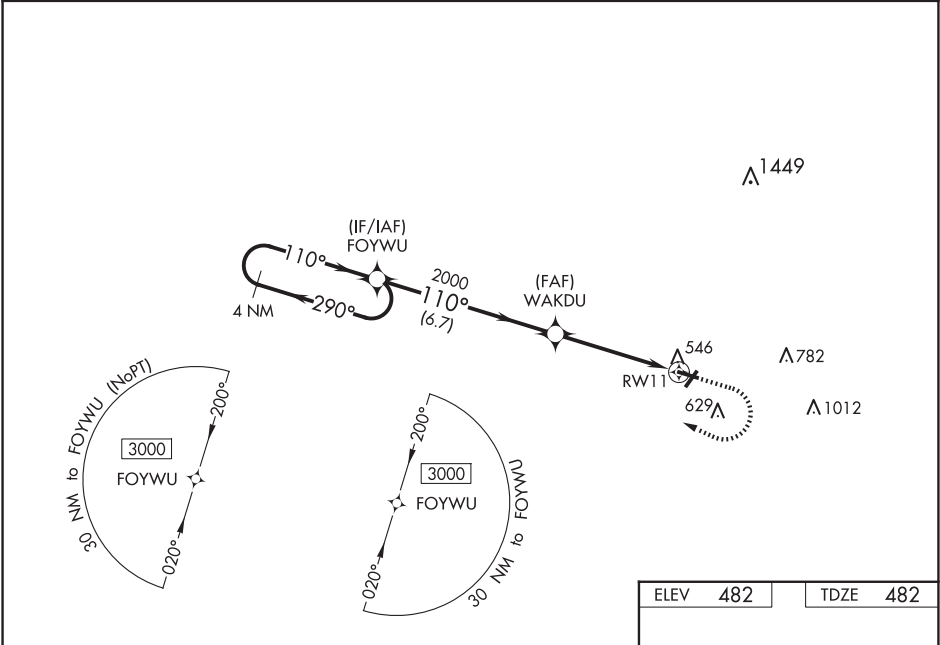 1449
(IF/IAF)
FOYWU
110°
2000
110°
(6.7)
(FAF)
WAKDU
4 NM
290°
546
RW11
782
629
1012
30 NM to FOYWU (NoPT)
200°
3000
FOYWU
020°
200°
3000
FOYWU
020°
30 NM to FOYWU
ELEV 482
TDZE 482